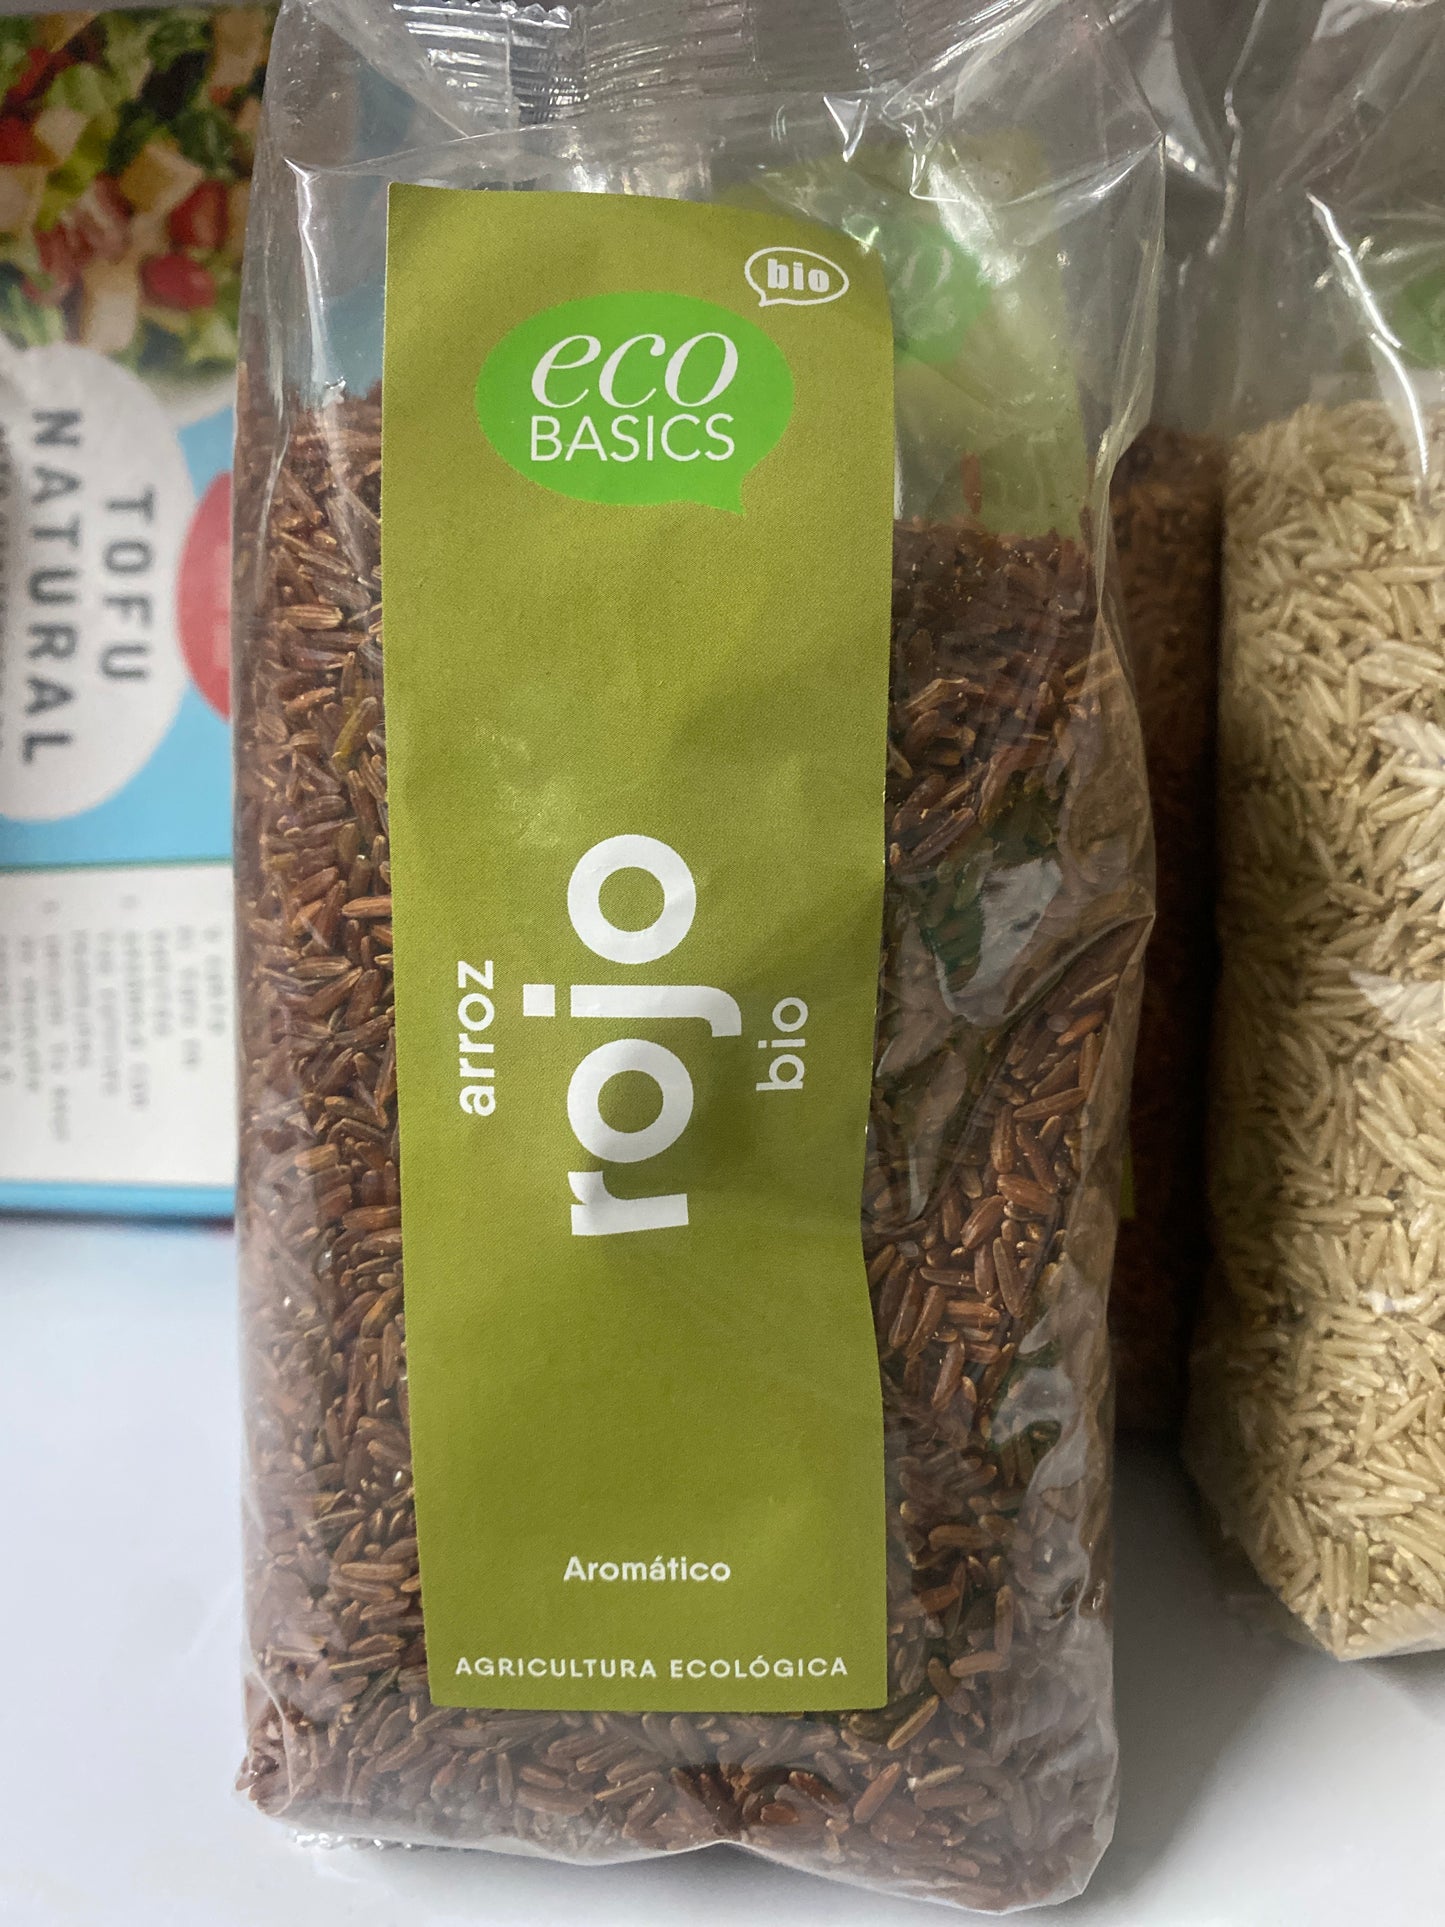 bio
eco
BASICS
arroz
rojo
bio
Aromático
AGRICULTURA ECOLÓGICA
TOFU
NATURAL